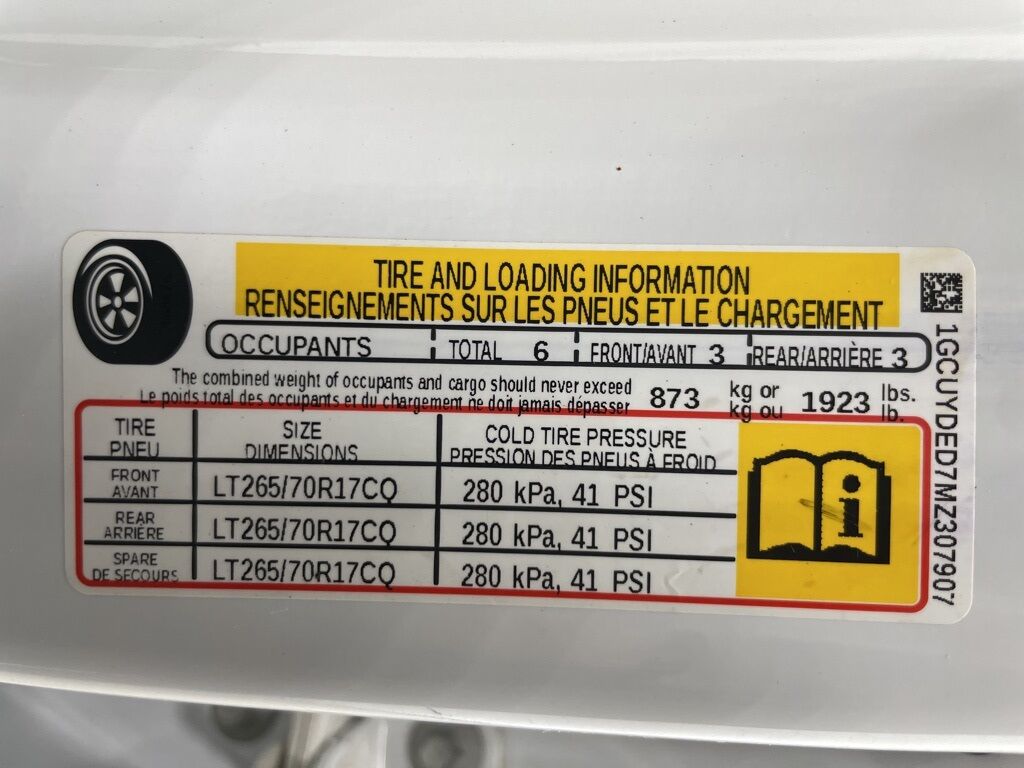 TIRE AND LOADING INFORMATION
RENSEIGNEMENTS SUR LES PNEUS ET LE CHARGEMENT
OCCUPANTS TOTAL 6 FRONT/AVANT 3 REAR/ARRIÈRE 3
The combined weight of occupants and cargo should never exceed 873 kg or 1923 lbs.
Le poids total des occupants et du chargement ne doit jamais dépasser kg ou lb.
TIRE SIZE COLD TIRE PRESSURE
PNEU DIMENSIONS PRESSION DES PNEUS À FROID
FRONT
AVANT LT265/70R17CQ 280 kPa, 41 PSI
REAR
ARRIÈRE LT265/70R17CQ 280 kPa, 41 PSI
SPARE
DE SECOURS LT265/70R17CQ 280 kPa, 41 PSI
i
1GCUYDED7MZ307907